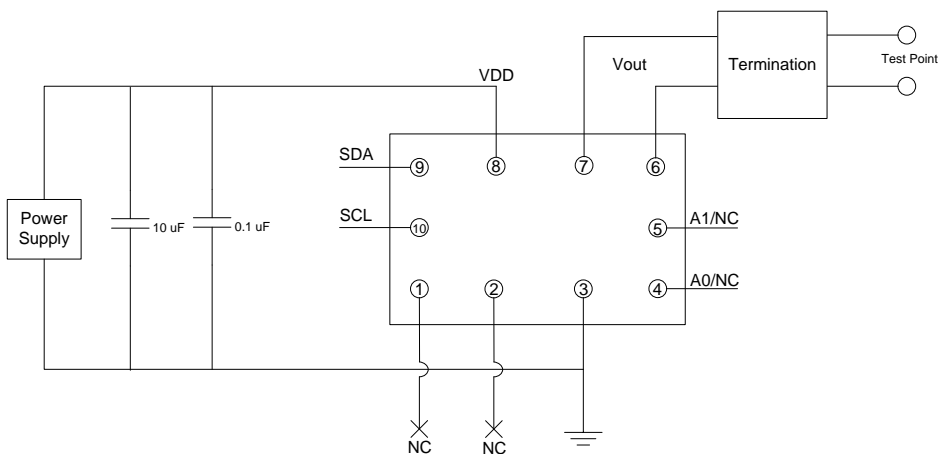 Termination
Test Point
Vout
VDD
SDA
9
8
7
6
Power
Supply
10 uF
0.1 uF
SCL
10
5
A1/NC
1
2
3
4
A0/NC
NC
NC